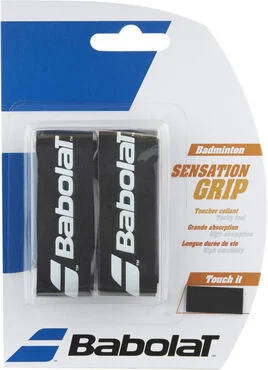 BABOLAT
Badminton
SENSATION
GRIP
Toucher collant
Tacky feel
Grande absorption
High absorption
Longue durée de vie
High durability
Touch it
BABOLAT
BABOLAT
BABOLAT